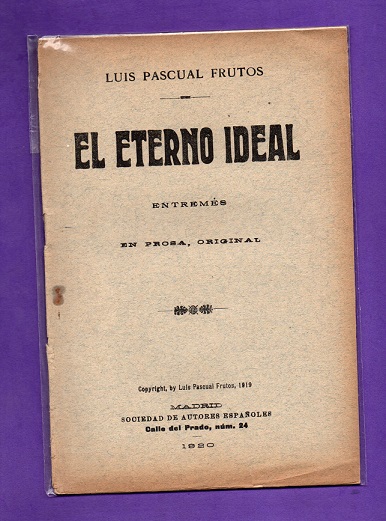 LUIS PASCUAL FRUTOS
EL ETERNO IDEAL
ENTREMÉS
EN PROSA, ORIGINAL
Copyright, by Luis Pascual Frutos, 1919
MADRID
SOCIEDAD DE AUTORES ESPAÑOLES
Calle del Prado, núm. 24
1920